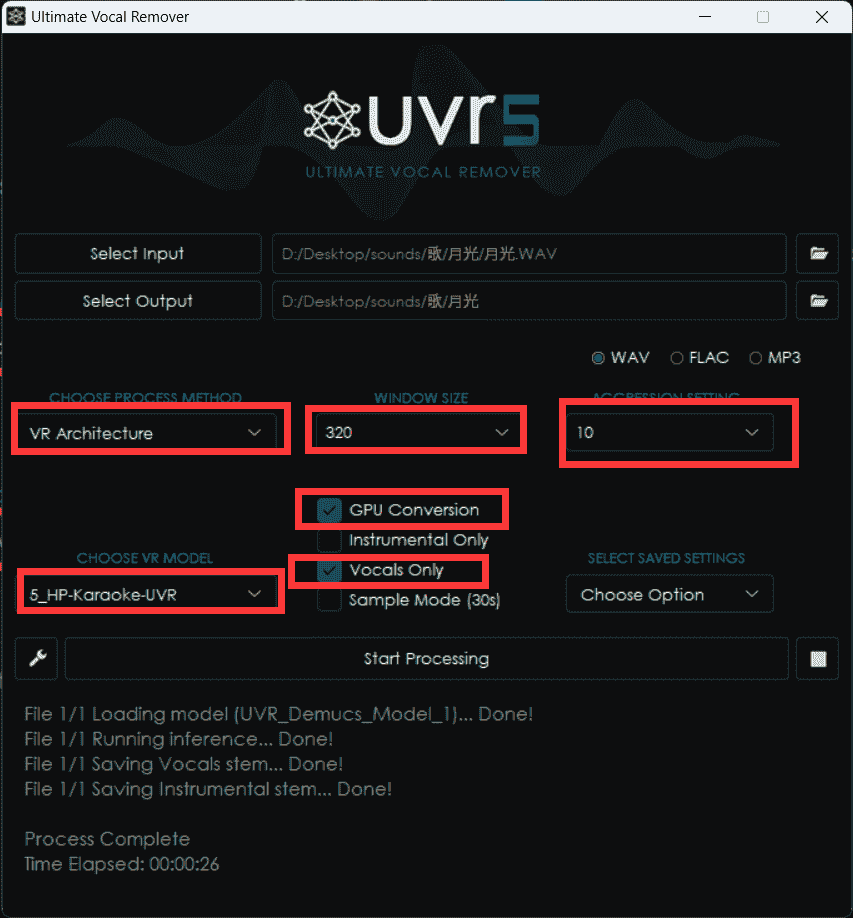 Ultimate Vocal Remover
uvr5
ULTIMATE VOCAL REMOVER
Select Input
D:/Desktop/sounds/歌/月光/月光.WAV
Select Output
D:/Desktop/sounds/歌/月光
WAV
FLAC
MP3
CHOOSE PROCESS METHOD
WINDOW SIZE
AGGRESSION SETTING
VR Architecture
320
10
GPU Conversion
Instrumental Only
CHOOSE VR MODEL
Vocals Only
SELECT SAVED SETTINGS
5_HP-Karaoke-UVR
Sample Mode (30s)
Choose Option
Start Processing
File 1/1 Loading model (UVR_Demucs_Model_1)... Done!
File 1/1 Running inference... Done!
File 1/1 Saving Vocals stem... Done!
File 1/1 Saving Instrumental stem... Done!
Process Complete
Time Elapsed: 00:00:26